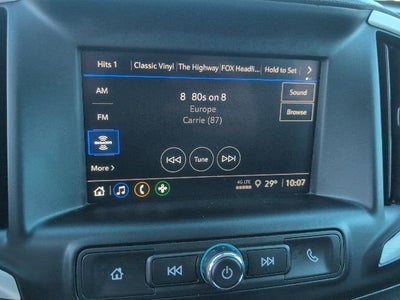 Hits 1 Classic Vinyl The Highway FOX Headli... Hold to Set
AM
8 80s on 8
Sound
Europe
Browse
FM
Carrie (87)
SiriusXM
Tune
More
4G LTE
29° 10:07